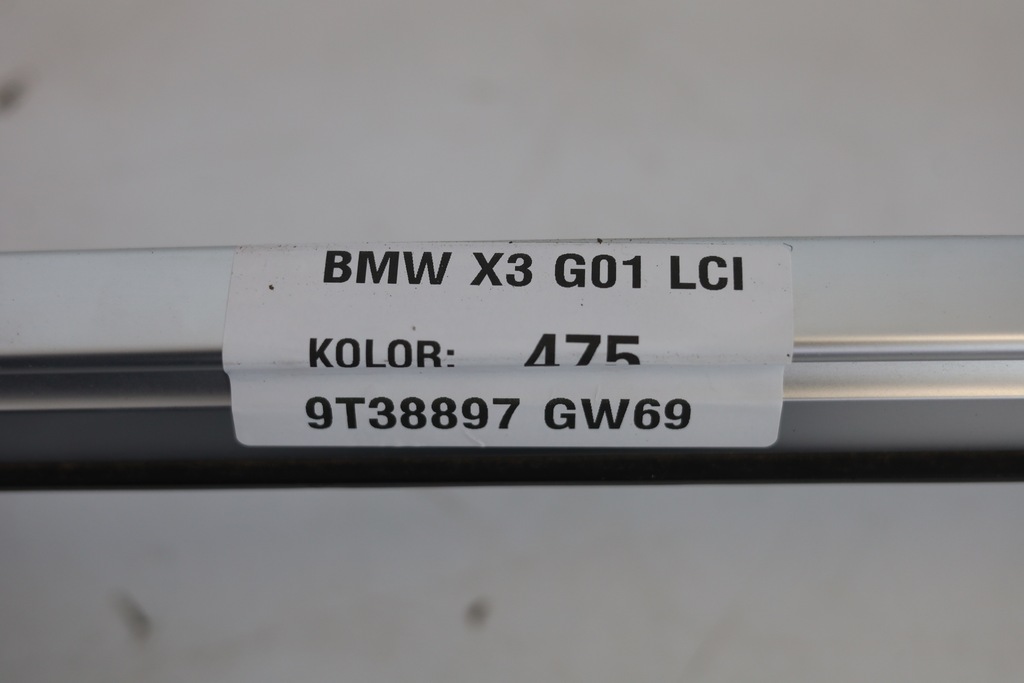 BMW X3 G01 LCI
KOLOR: 475
9T38897 GW69